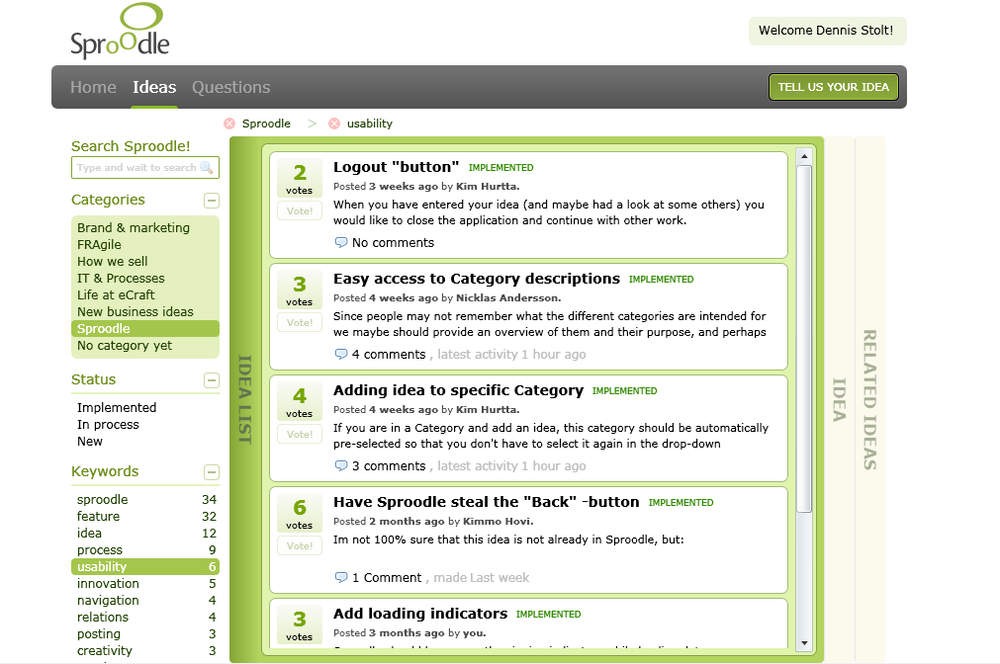 SprOOdle
Welcome Dennis Stolt!
Home Ideas Questions
TELL US YOUR IDEA
Sproodle > usability
Search Sproodle!
Type and wait to search
Categories
Brand & marketing
FRAgile
How we sell
IT & Processes
Life at eCraft
New business ideas
Sproodle
No category yet
Status
Implemented
In process
New
Keywords
sproodle 34
feature 32
idea 12
process 9
usability 6
innovation 5
navigation 4
relations 4
posting 3
creativity 3
IDEA LIST
2
votes
Vote!
Logout "button" IMPLEMENTED
Posted 3 weeks ago by Kim Hurtta.
When you have entered your idea (and maybe had a look at some others) you
would like to close the application and continue with other work.
No comments
3
votes
Vote!
Easy access to Category descriptions IMPLEMENTED
Posted 4 weeks ago by Nicklas Andersson.
Since people may not remember what the different categories are intended for
we maybe should provide an overview of them and their purpose, and perhaps
4 comments , latest activity 1 hour ago
4
votes
Vote!
Adding idea to specific Category IMPLEMENTED
Posted 4 weeks ago by Kim Hurtta.
If you are in a Category and add an idea, this category should be automatically
pre-selected so that you don't have to select it again in the drop-down
3 comments , latest activity 1 hour ago
6
votes
Vote!
Have Sproodle steal the "Back" -button IMPLEMENTED
Posted 2 months ago by Kimmo Hovi.
Im not 100% sure that this idea is not already in Sproodle, but:
1 Comment , made Last week
3
votes
Add loading indicators IMPLEMENTED
Posted 3 months ago by you.
IDEA
RELATED IDEAS